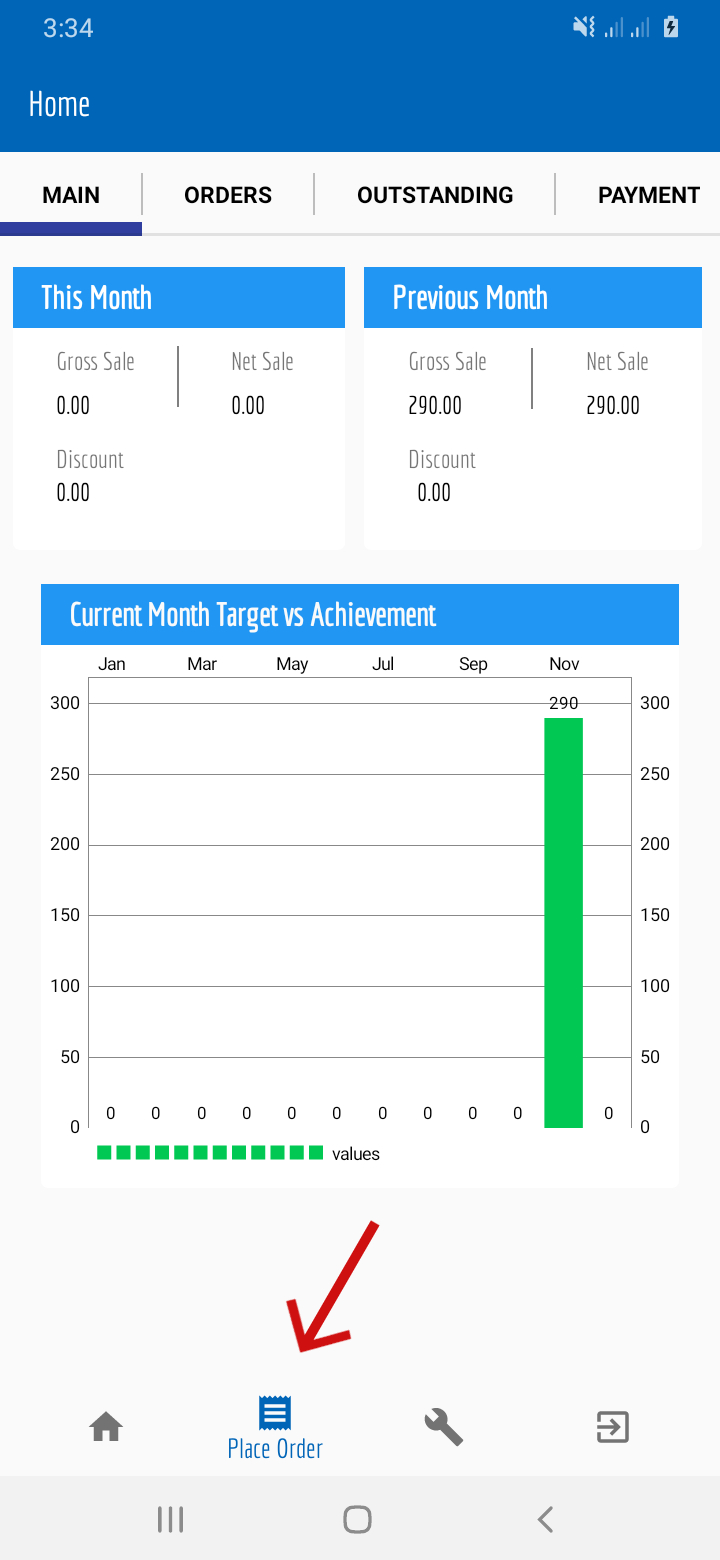 3:34
Home
MAIN ORDERS OUTSTANDING PAYMENT
This Month
Gross Sale Net Sale
0.00 0.00
Discount
0.00
Previous Month
Gross Sale Net Sale
290.00 290.00
Discount
0.00
Current Month Target vs Achievement
Jan Mar May Jul Sep Nov
300 290 300
250 250
200 200
150 150
100 100
50 50
0 0 0 0 0 0 0 0 0 0 0
0 0
values
Place Order